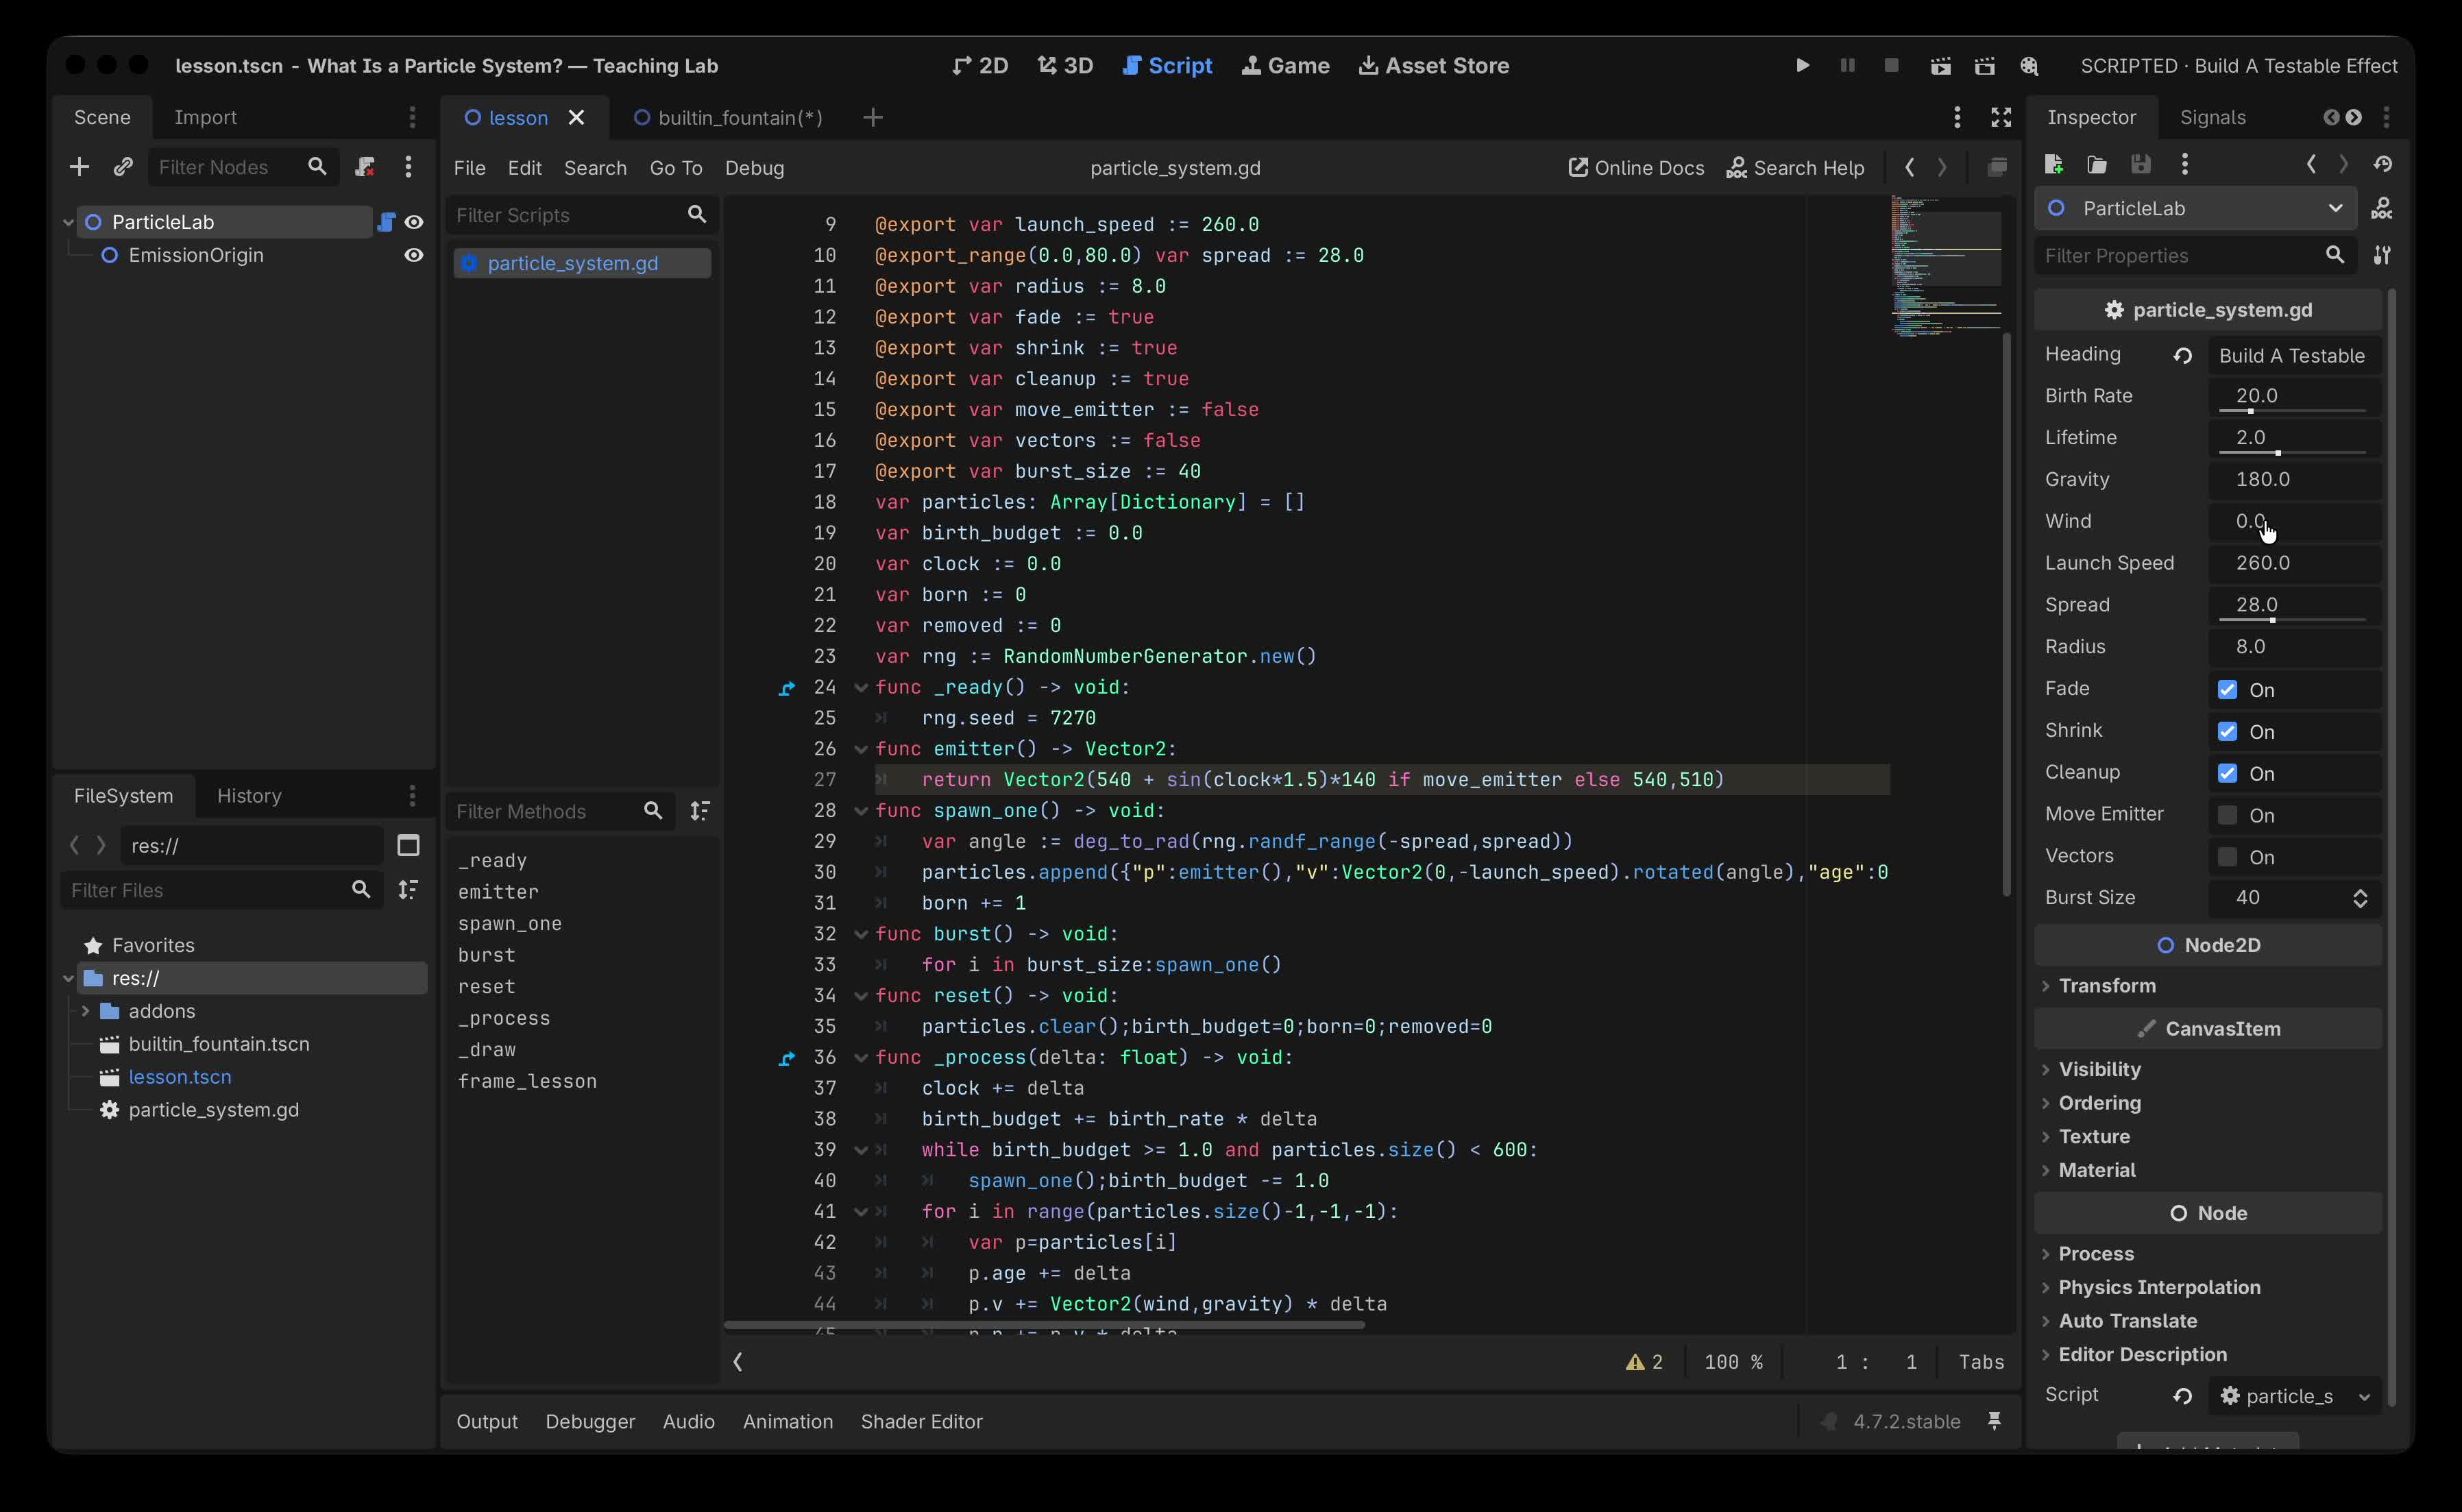 lesson.tscn - What Is a Particle System? — Teaching Lab
2D 3D Script Game Asset Store
SCRIPTED · Build A Testable Effect
Scene Import
Filter Nodes
ParticleLab
EmissionOrigin
FileSystem History
res://
Filter Files
Favorites
res://
addons
builtin_fountain.tscn
lesson.tscn
particle_system.gd
lesson builtin_fountain(*)
File Edit Search Go To Debug particle_system.gd Online Docs Search Help
Filter Scripts
particle_system.gd
Filter Methods
_ready
emitter
spawn_one
burst
reset
_process
_draw
frame_lesson
9 @export var launch_speed := 260.0
10 @export_range(0.0,80.0) var spread := 28.0
11 @export var radius := 8.0
12 @export var fade := true
13 @export var shrink := true
14 @export var cleanup := true
15 @export var move_emitter := false
16 @export var vectors := false
17 @export var burst_size := 40
18 var particles: Array[Dictionary] = []
19 var birth_budget := 0.0
20 var clock := 0.0
21 var born := 0
22 var removed := 0
23 var rng := RandomNumberGenerator.new()
24 func _ready() -> void:
25 rng.seed = 7270
26 func emitter() -> Vector2:
27 return Vector2(540 + sin(clock*1.5)*140 if move_emitter else 540,510)
28 func spawn_one() -> void:
29 var angle := deg_to_rad(rng.randf_range(-spread,spread))
30 particles.append({"p":emitter(),"v":Vector2(0,-launch_speed).rotated(angle),"age":0
31 born += 1
32 func burst() -> void:
33 for i in burst_size:spawn_one()
34 func reset() -> void:
35 particles.clear();birth_budget=0;born=0;removed=0
36 func _process(delta: float) -> void:
37 clock += delta
38 birth_budget += birth_rate * delta
39 while birth_budget >= 1.0 and particles.size() < 600:
40 spawn_one();birth_budget -= 1.0
41 for i in range(particles.size()-1,-1,-1):
42 var p=particles[i]
43 p.age += delta
44 p.v += Vector2(wind,gravity) * delta
45 p.p += p.v * delta
2 100 % 1 : 1 Tabs
Output Debugger Audio Animation Shader Editor 4.7.2.stable
Inspector Signals
ParticleLab
DOC
Filter Properties
particle_system.gd
Heading Build A Testable
Birth Rate 20.0
Lifetime 2.0
Gravity 180.0
Wind 0.0
Launch Speed 260.0
Spread 28.0
Radius 8.0
Fade On
Shrink On
Cleanup On
Move Emitter On
Vectors On
Burst Size 40
Node2D
Transform
CanvasItem
Visibility
Ordering
Texture
Material
Node
Process
Physics Interpolation
Auto Translate
Editor Description
Script particle_s